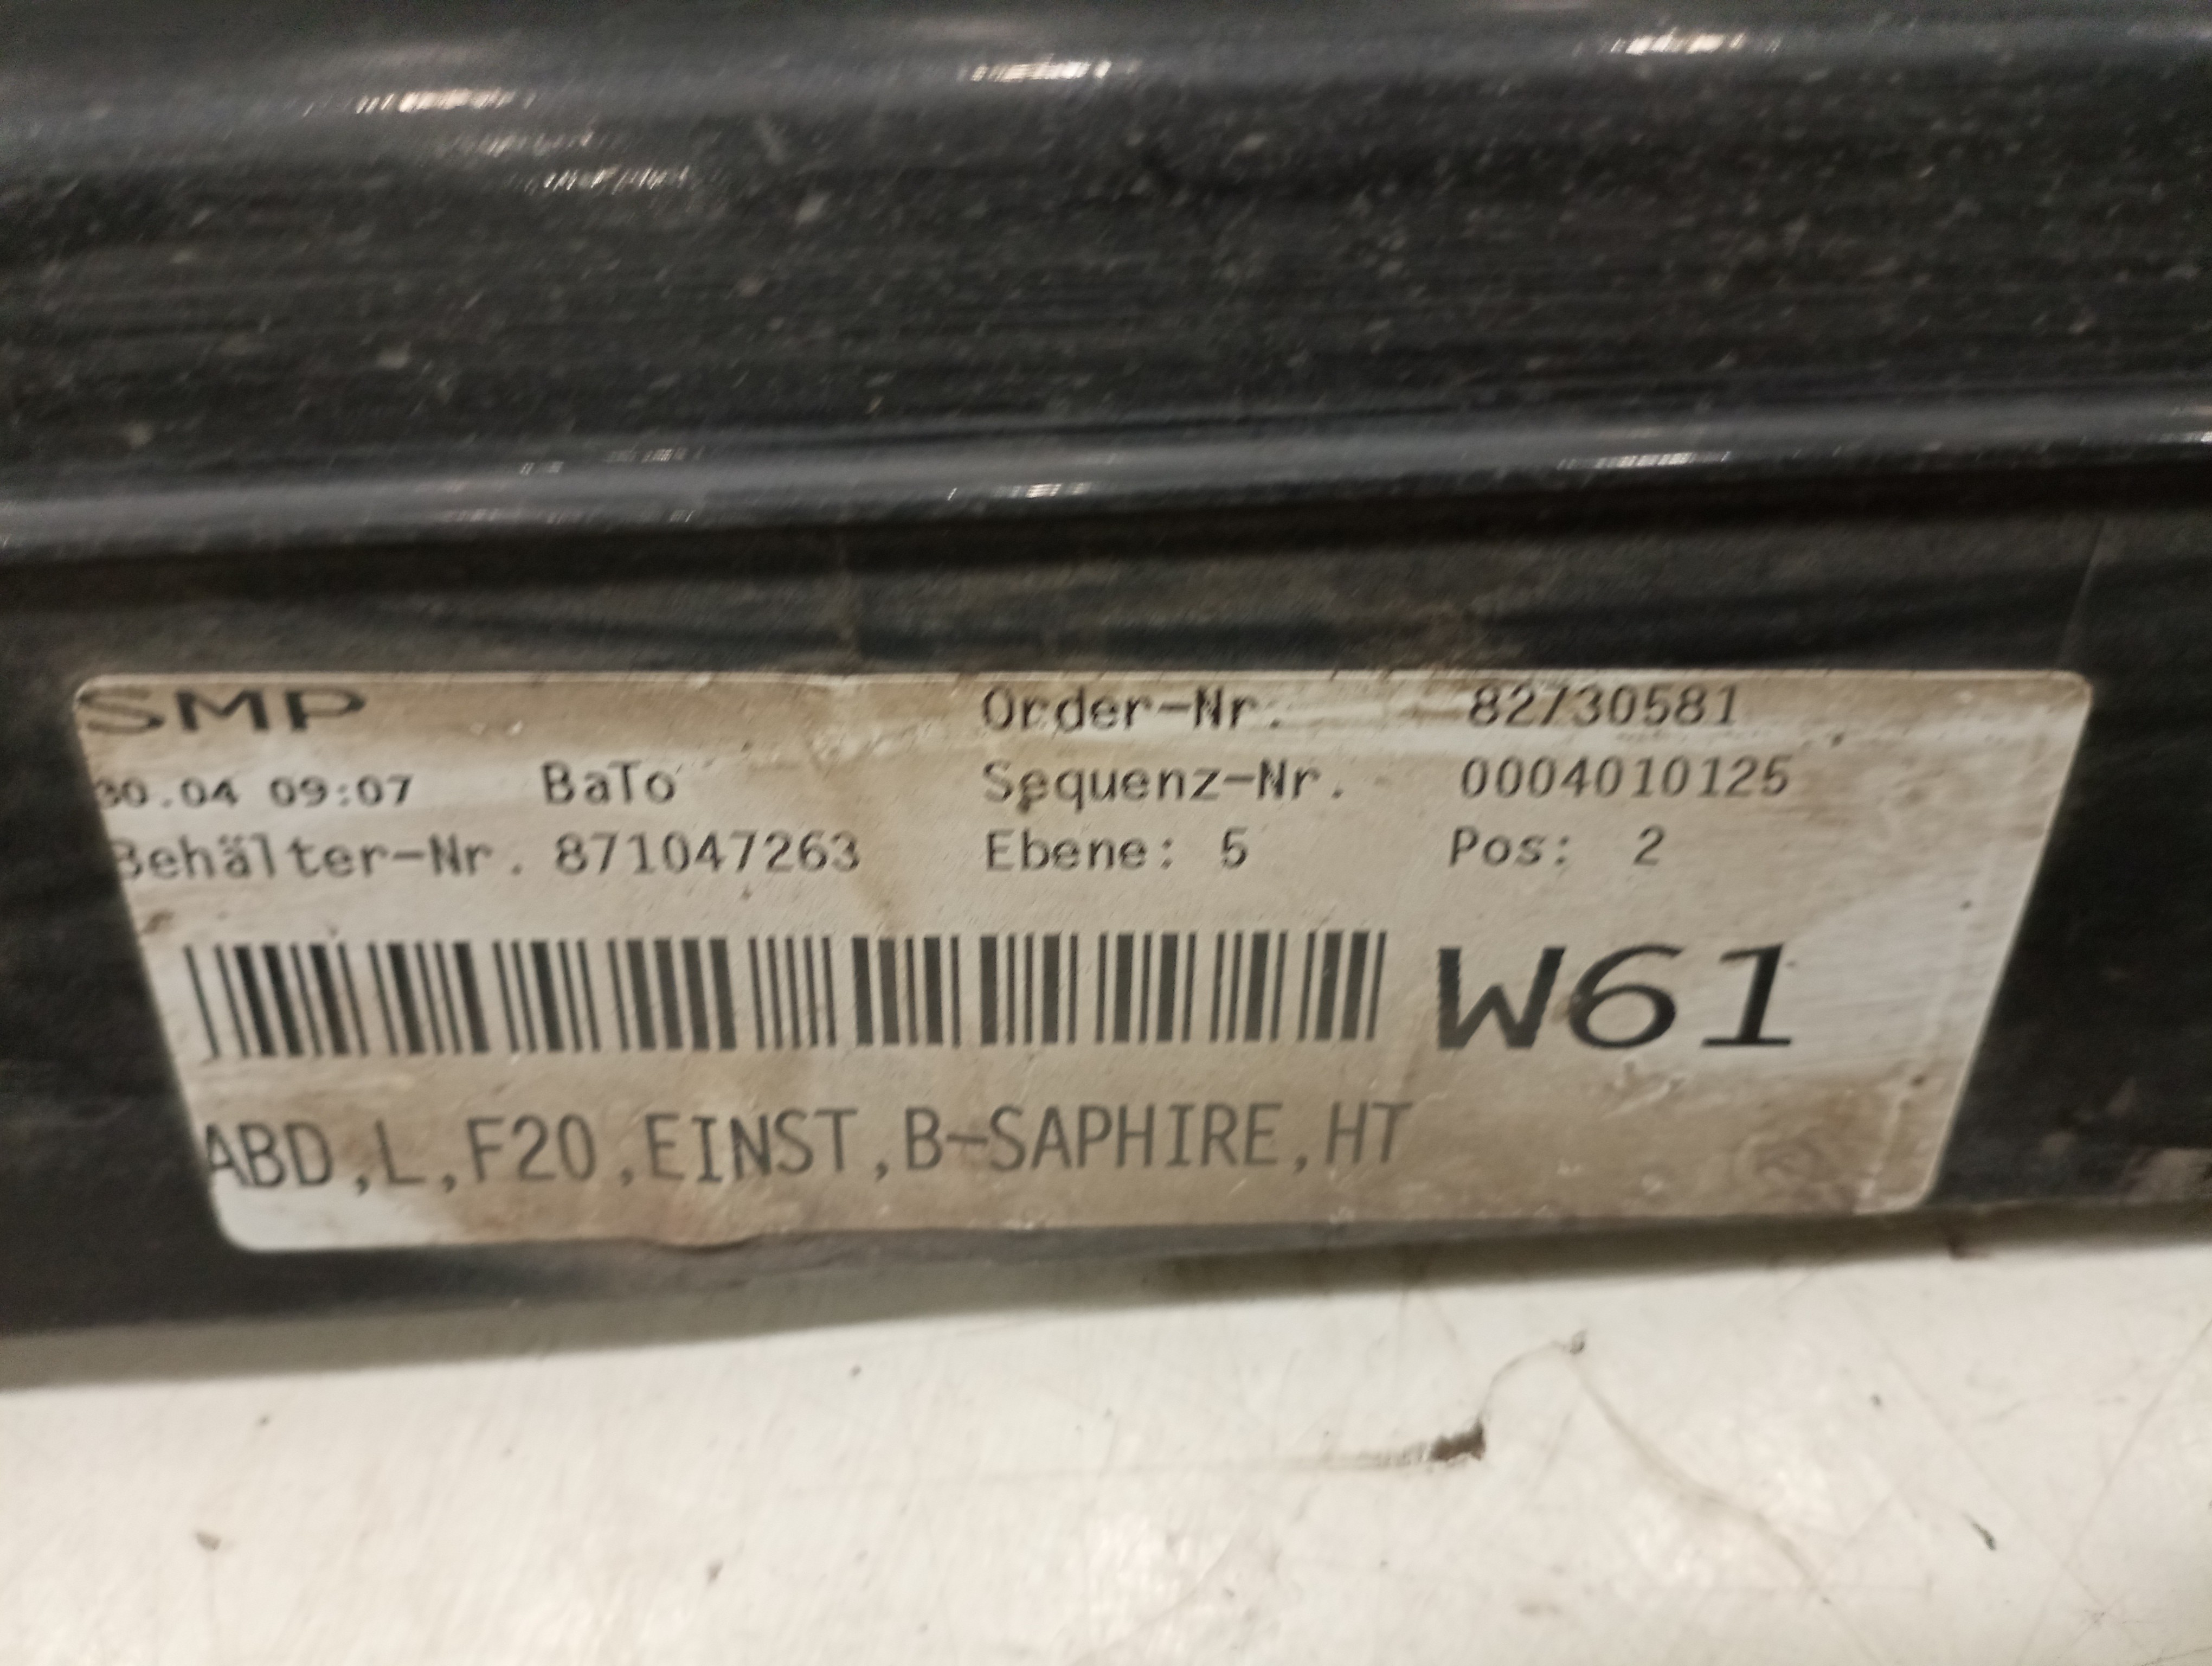 SMP Order-Nr. 82730581
30.04 09:07 BaTo Sequenz-Nr. 0004010125
Behälter-Nr. 871047263 Ebene: 5 Pos: 2
W61
ABD,L,F20,EINST,B-SAPHIRE,HT